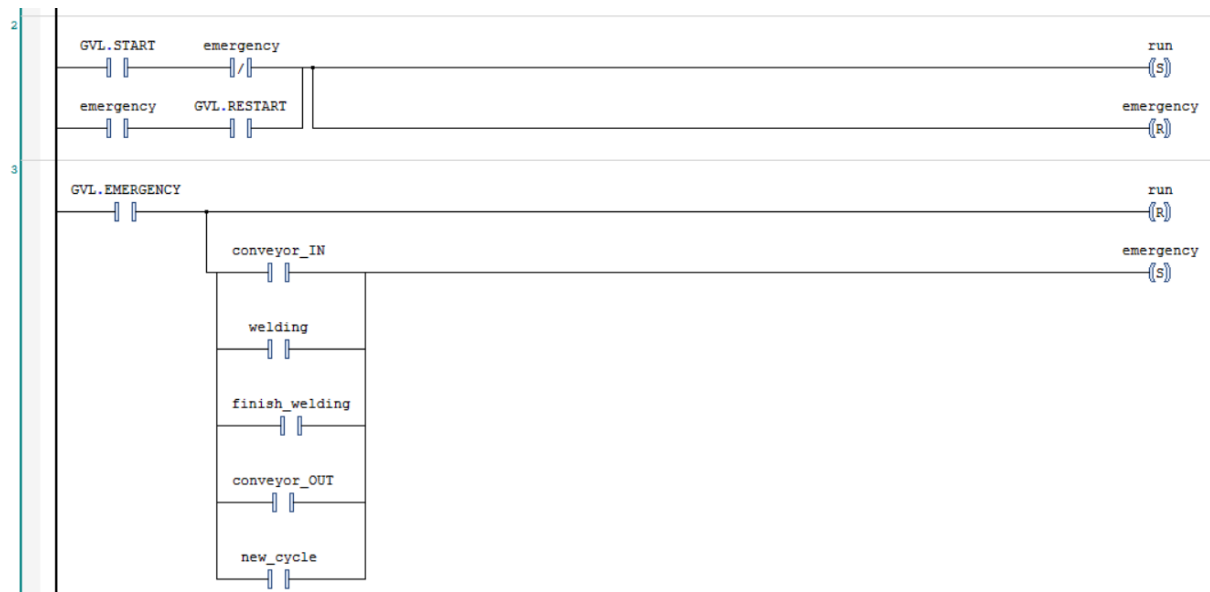 2
GVL.START emergency run
/ S
emergency GVL.RESTART emergency
R
3
GVL.EMERGENCY run
R
conveyor_IN emergency
S
welding
finish_welding
conveyor_OUT
new_cycle